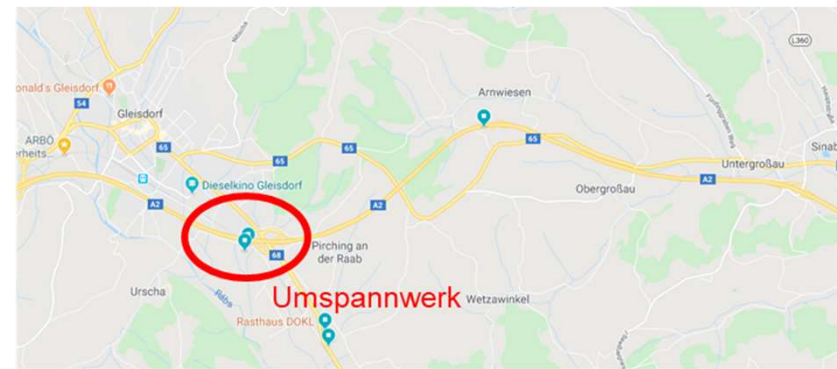 Nitscha
L360
onald's Gleisdorf
54
Arnwiesen
Gleisdorf
ARBÖ
erheits...
65
65
65
65
Sinab
Untergroßau
A2
Dieselkino Gleisdorf
Obergroßau
A2
A2
Pirching an
der Raab
68
Urscha
Umspannwerk
Wetzawinkel
Rasthaus DOKL